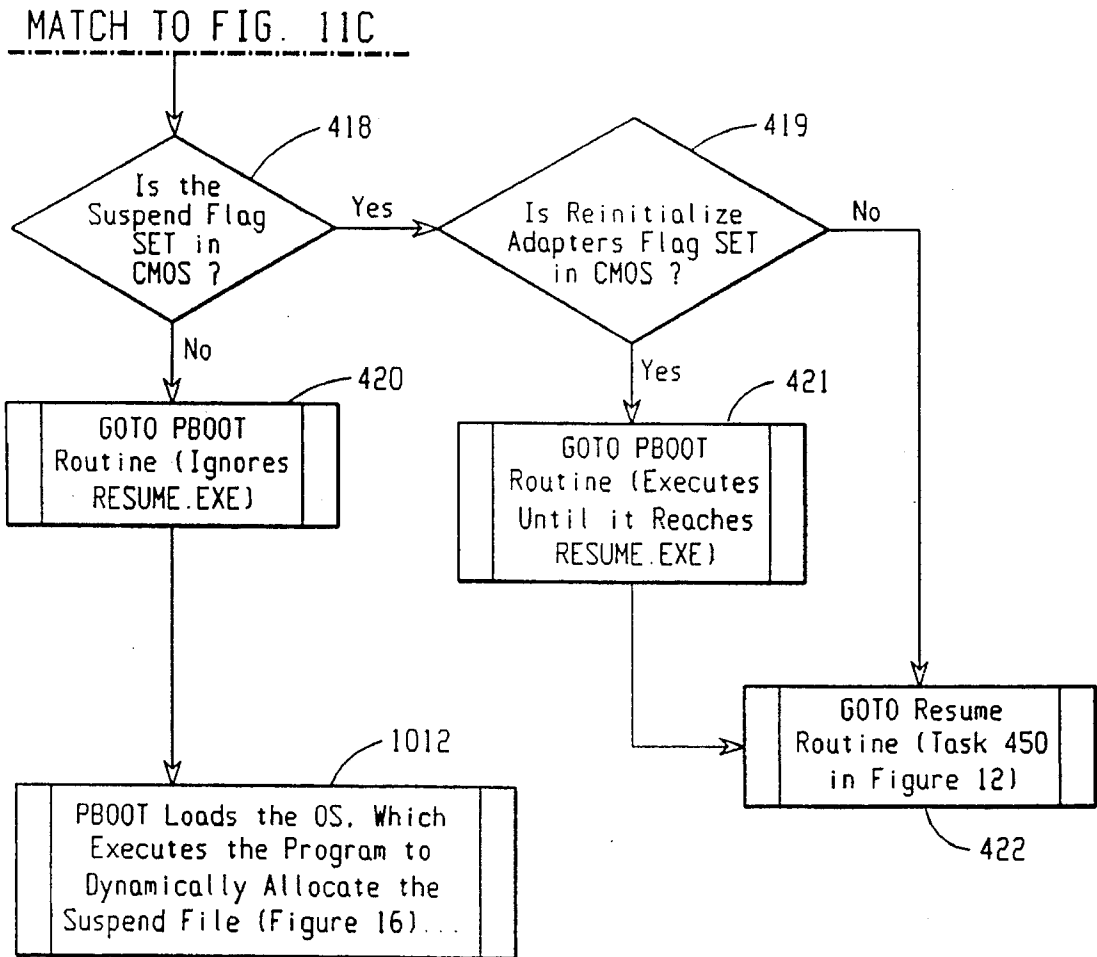 MATCH TO FIG. 11C
418
419
Is the
Suspend Flag
SET in
CMOS ?
Yes
Is Reinitialize
Adapters Flag SET
in CMOS ?
No
No
420
Yes
421
GOTO PBOOT
Routine (Ignores
RESUME.EXE)
GOTO PBOOT
Routine (Executes
Until it Reaches
RESUME.EXE)
GOTO Resume
Routine (Task 450
in Figure 12)
422
1012
PBOOT Loads the OS, Which
Executes the Program to
Dynamically Allocate the
Suspend File (Figure 16)...